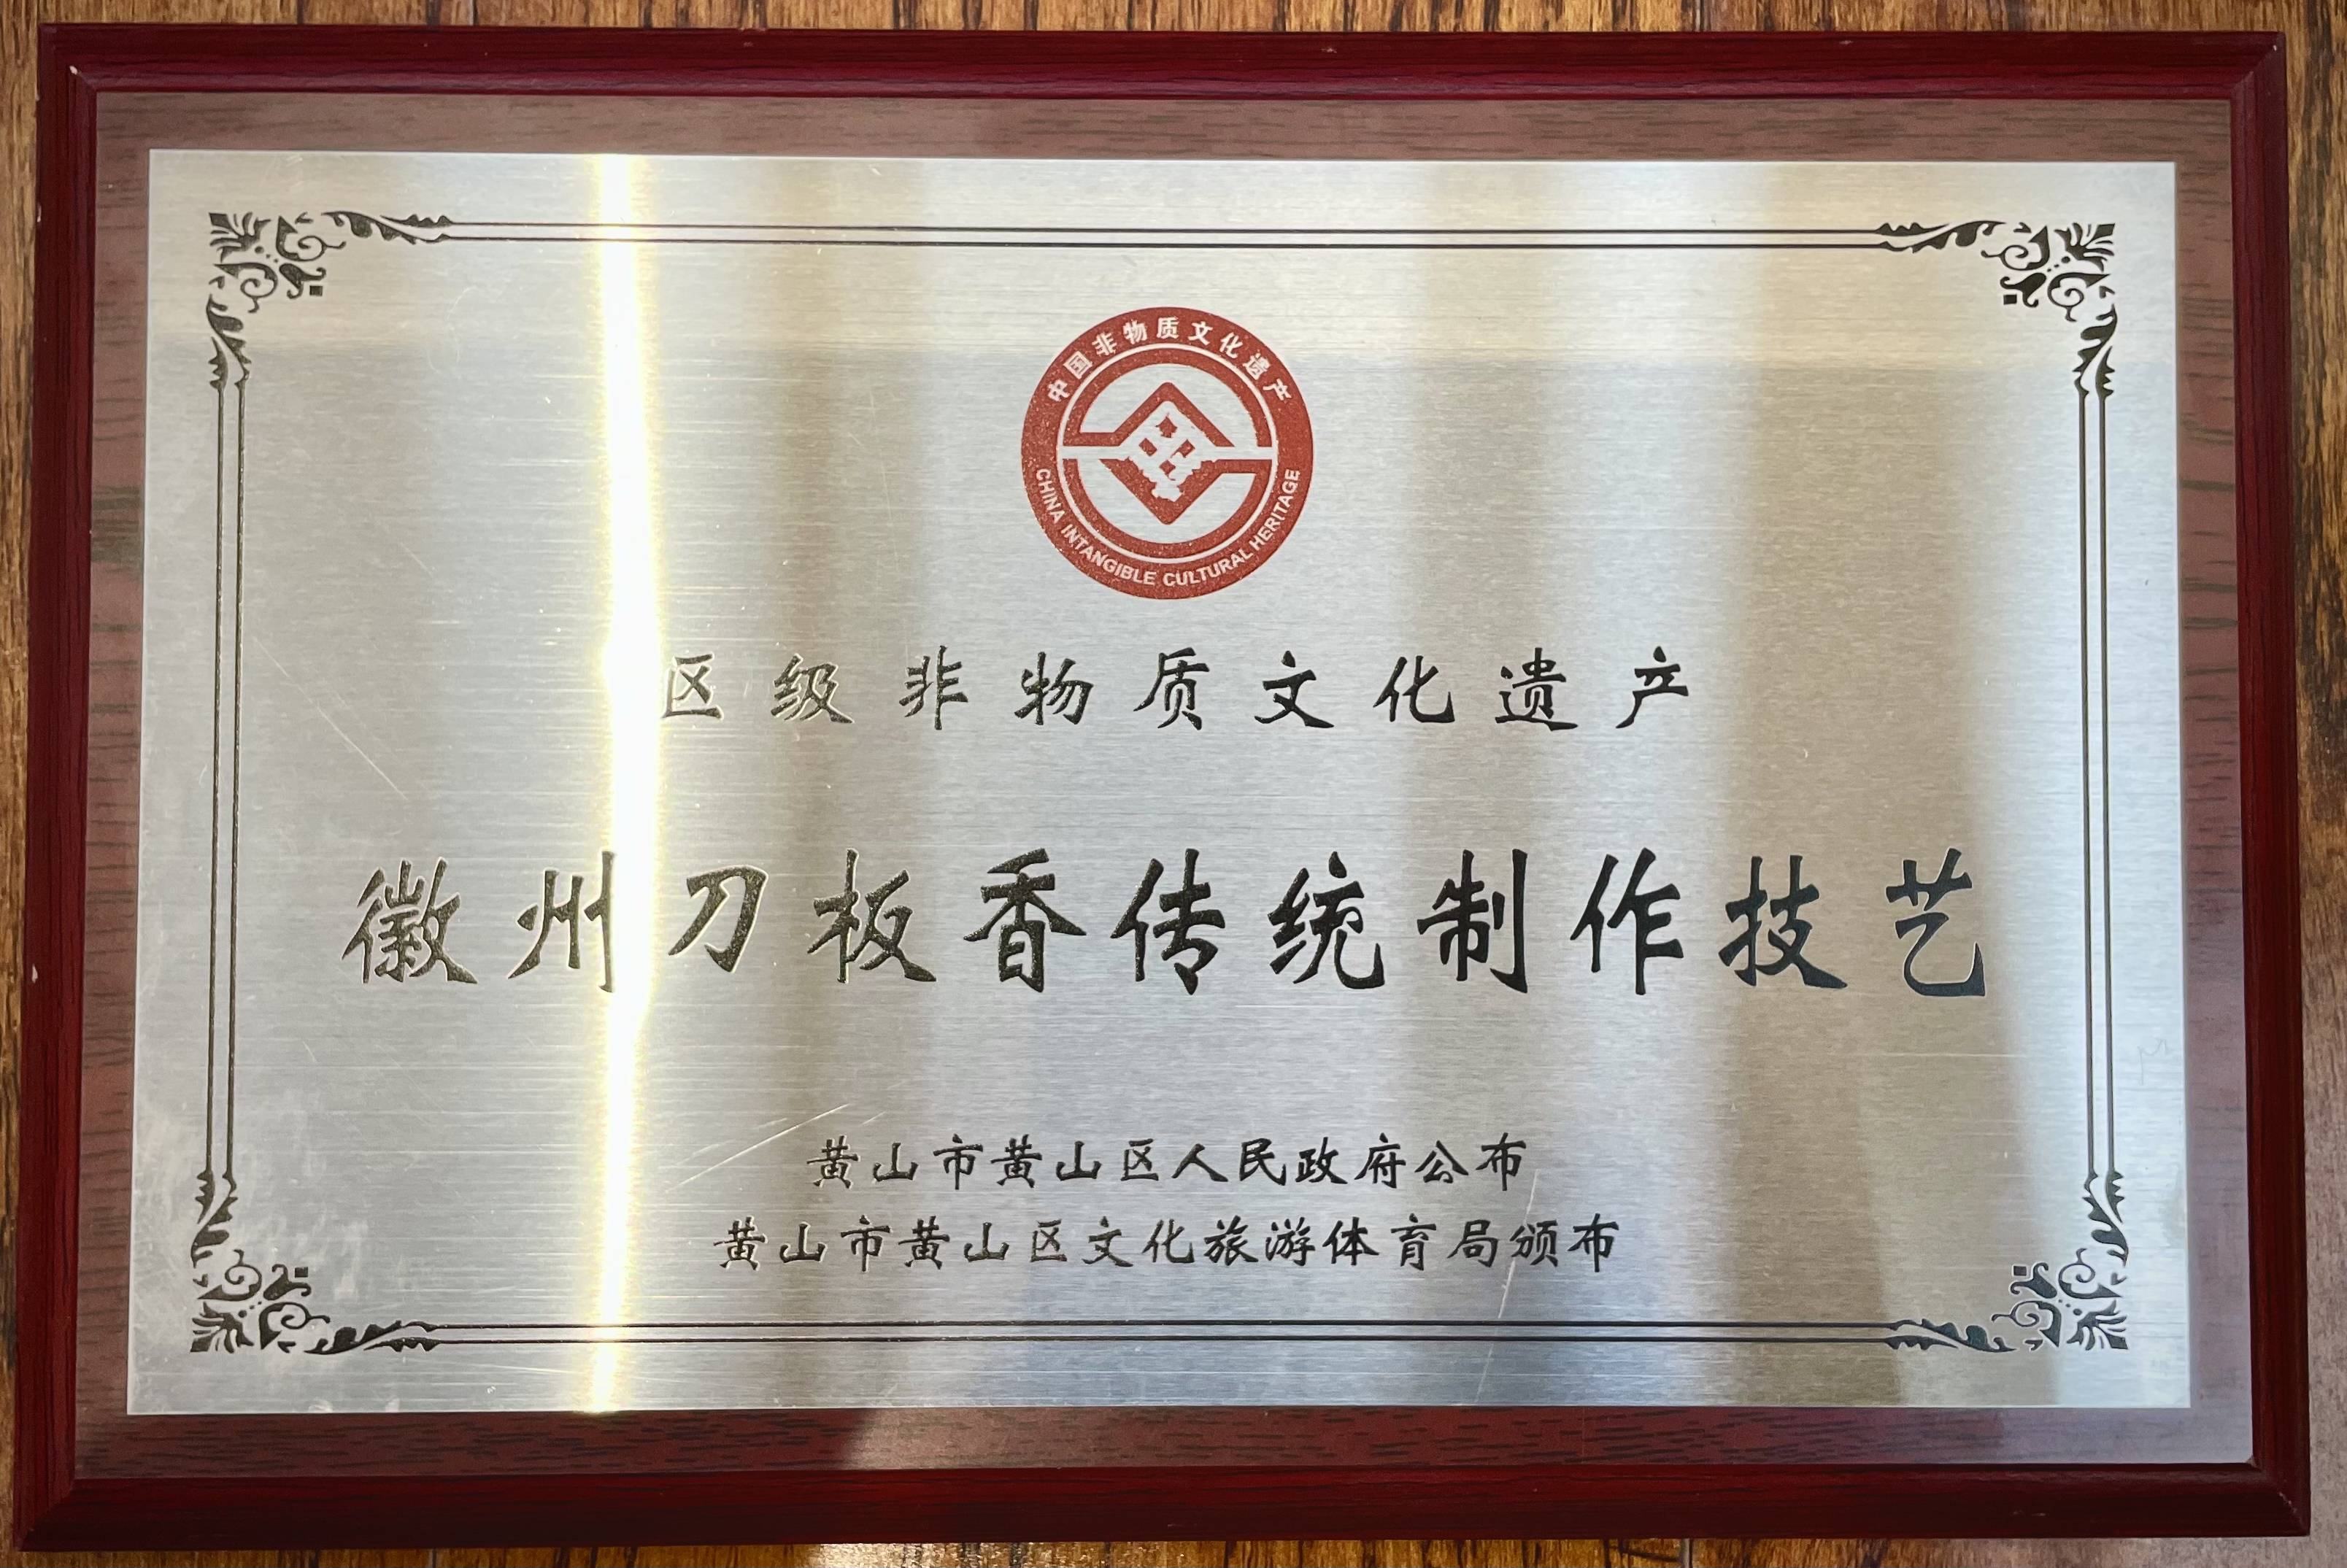 中国非物质文化遗产
CHINA INTANGIBLE CULTURAL HERITAGE
区级非物质文化遗产
徽州刀板香传统制作技艺
黄山市黄山区人民政府公布
黄山市黄山区文化旅游体育局颁布